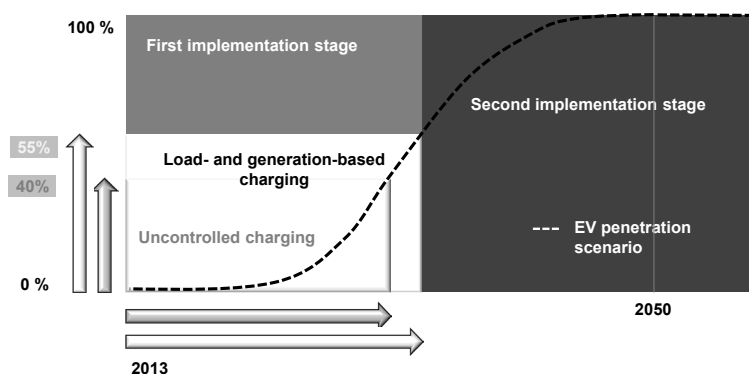 100 %
First implementation stage
Second implementation stage
55%
Load- and generation-based
charging
40%
Uncontrolled charging
EV penetration
scenario
0 %
2050
2013